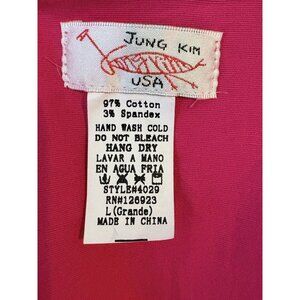 JUNG KIM
USA
97% Cotton
3% Spandex
HAND WASH COLD
DO NOT BLEACH
HANG DRY
LAVAR A MANO
EN AGUA FRIA
STYLE#4029
RN#126923
L(Grande)
MADE IN CHINA